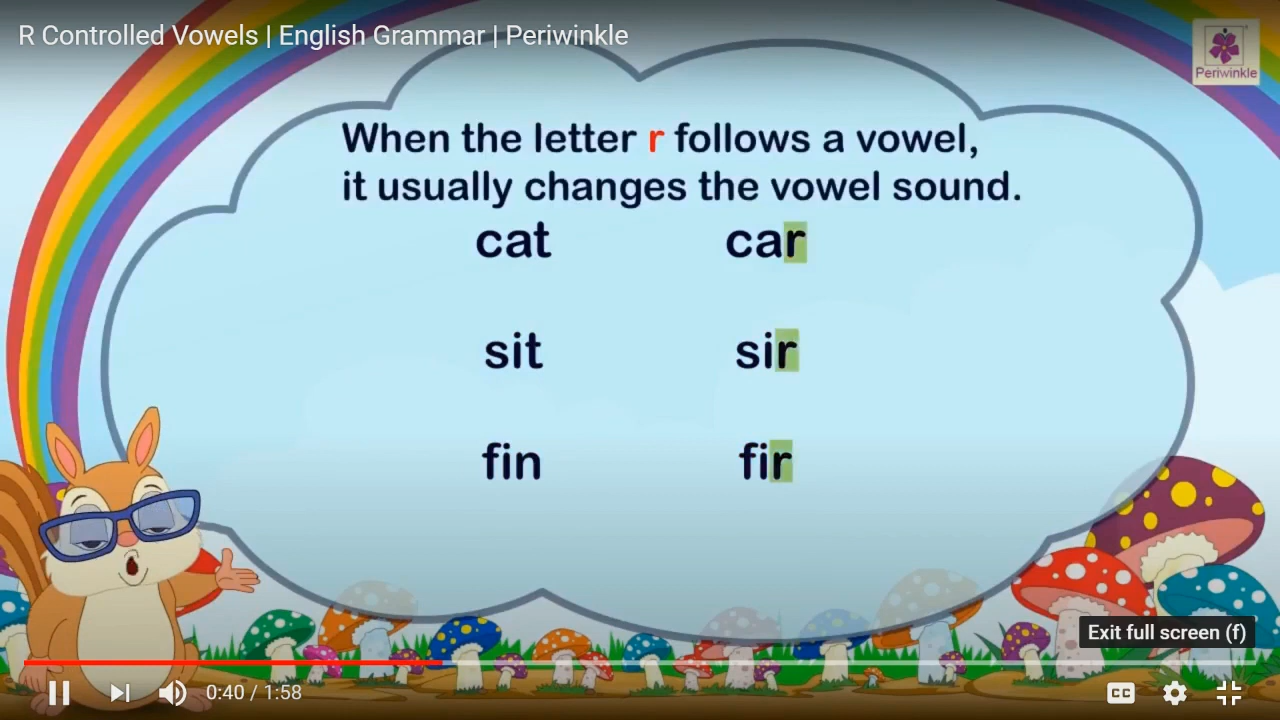 R Controlled Vowels | English Grammar | Periwinkle
Periwinkle
When the letter r follows a vowel,
it usually changes the vowel sound.
cat car
sit sir
fin fir
Exit full screen (f)
0:40 / 1:58
CC